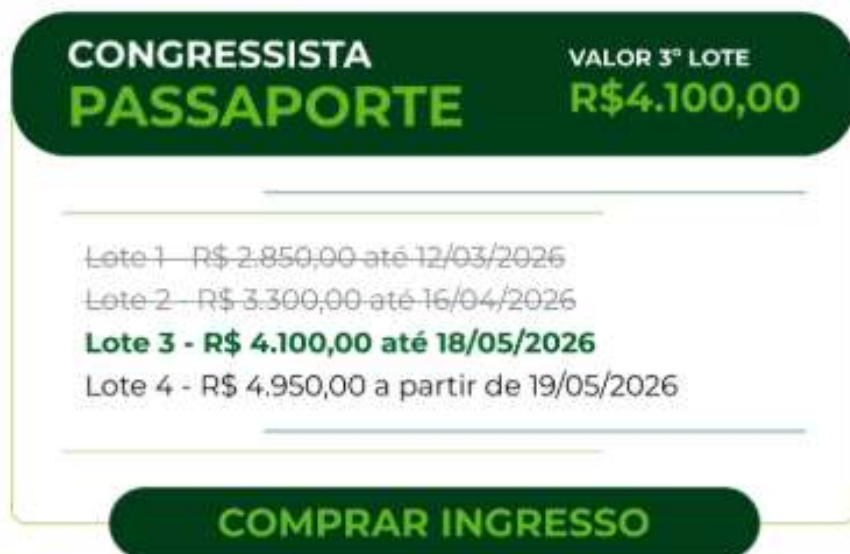 CONGRESSISTA
PASSAPORTE
VALOR 3º LOTE
R$4.100,00
Lote 1 - R$ 2.850,00 até 12/03/2026
Lote 2 - R$ 3.300,00 até 16/04/2026
Lote 3 - R$ 4.100,00 até 18/05/2026
Lote 4 - R$ 4.950,00 a partir de 19/05/2026
COMPRAR INGRESSO